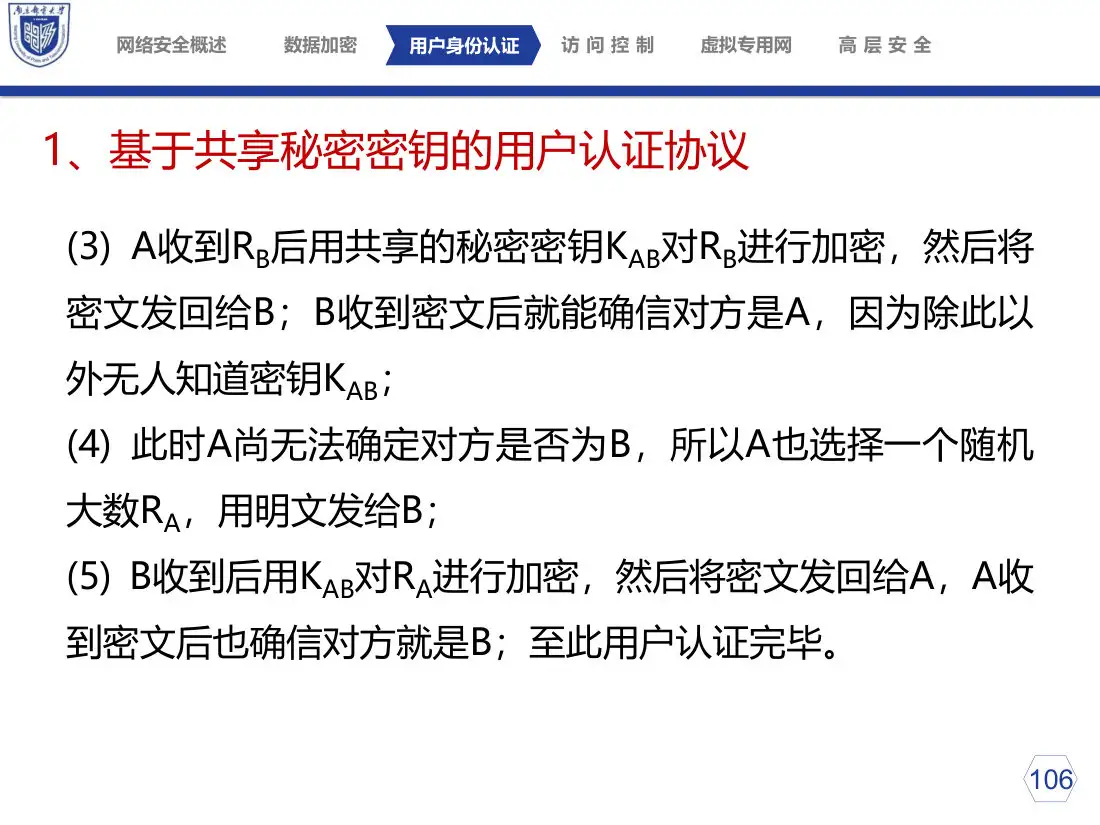 南京邮电大学
网络安全概述 数据加密 用户身份认证 访问控制 虚拟专用网 高层安全
1、基于共享秘密密钥的用户认证协议
(3) A收到RB后用共享的秘密密钥KAB对RB进行加密，然后将
密文发回给B；B收到密文后就能确信对方是A，因为除此以
外无人知道密钥KAB；
(4) 此时A尚无法确定对方是否为B，所以A也选择一个随机
大数RA，用明文发给B；
(5) B收到后用KAB对RA进行加密，然后将密文发回给A，A收
到密文后也确信对方就是B；至此用户认证完毕。
106